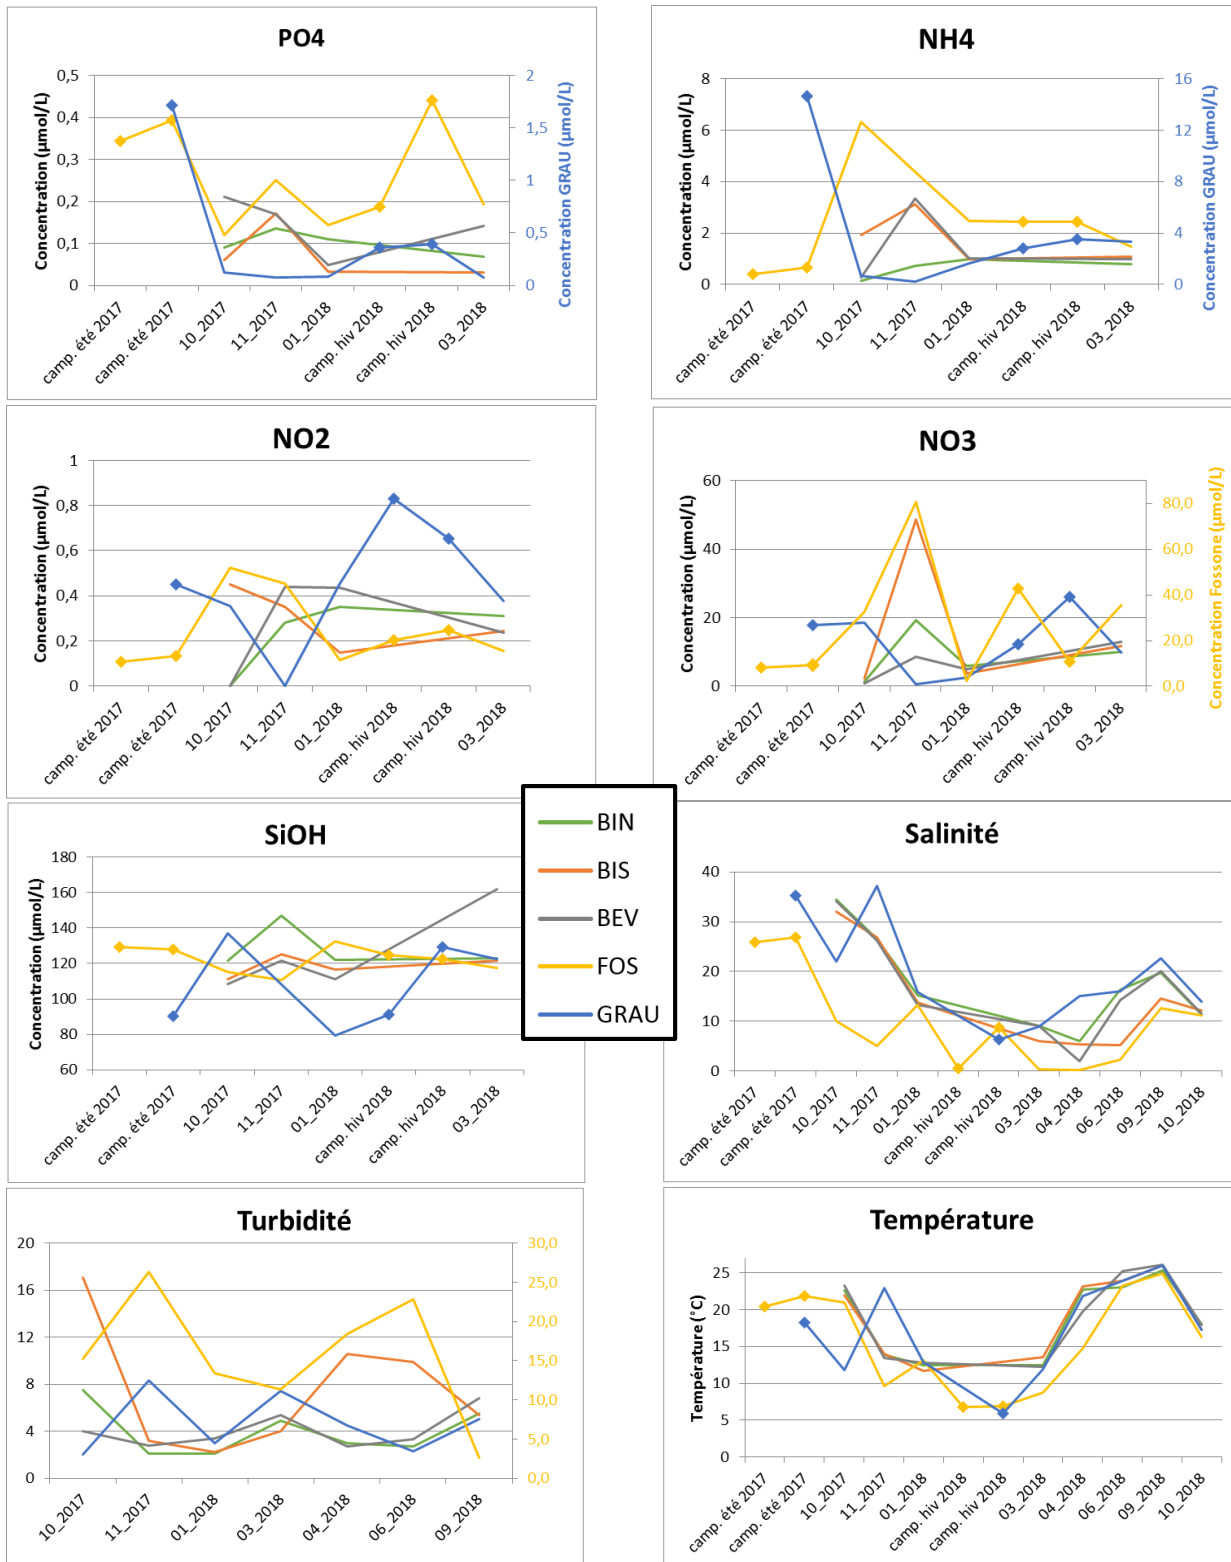 PO4
Concentration (µmol/L)
0,5
0,4
0,3
0,2
0,1
0
2
1,5
1
0,5
0
Concentration GRAU (µmol/L)
camp. été 2017
camp. été 2017
10_2017
11_2017
01_2018
camp. hiv 2018
camp. hiv 2018
03_2018
NH4
Concentration (µmol/L)
8
6
4
2
0
16
12
8
4
0
Concentration GRAU (µmol/L)
camp. été 2017
camp. été 2017
10_2017
11_2017
01_2018
camp. hiv 2018
camp. hiv 2018
03_2018
NO2
Concentration (µmol/L)
1
0,8
0,6
0,4
0,2
0
camp. été 2017
camp. été 2017
10_2017
11_2017
01_2018
camp. hiv 2018
camp. hiv 2018
03_2018
NO3
Concentration (µmol/L)
60
40
20
0
80,0
60,0
40,0
20,0
0,0
Concentration Fossone (µmol/L)
camp. été 2017
camp. été 2017
10_2017
11_2017
01_2018
camp. hiv 2018
camp. hiv 2018
03_2018
SiOH
Concentration (µmol/L)
180
160
140
120
100
80
60
camp. été 2017
camp. été 2017
10_2017
11_2017
01_2018
camp. hiv 2018
camp. hiv 2018
03_2018
BIN
BIS
BEV
FOS
GRAU
Salinité
40
30
20
10
0
camp. été 2017
camp. été 2017
10_2017
11_2017
01_2018
camp. hiv 2018
camp. hiv 2018
03_2018
04_2018
06_2018
09_2018
10_2018
Turbidité
20
16
12
8
4
0
30,0
25,0
20,0
15,0
10,0
5,0
0,0
10_2017
11_2017
01_2018
03_2018
04_2018
06_2018
09_2018
Température
Température (°C)
25
20
15
10
5
0
camp. été 2017
camp. été 2017
10_2017
11_2017
01_2018
camp. hiv 2018
camp. hiv 2018
03_2018
04_2018
06_2018
09_2018
10_2018